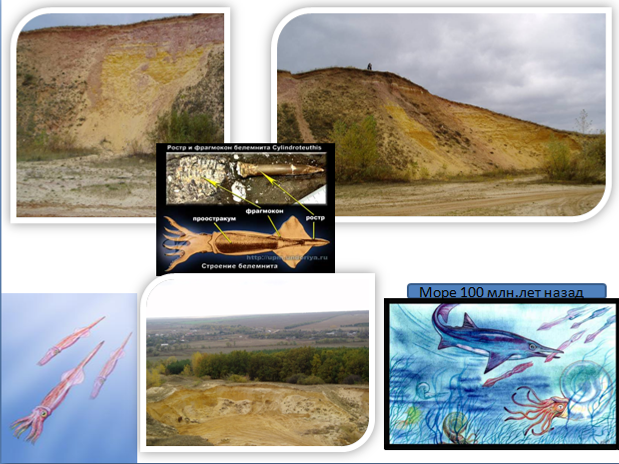 Ростр и фрагмокон белемнита Cylindroteuthis
фрагмокон
проостракум
ростр
Строение белемнита
Море 100 млн.лет назад